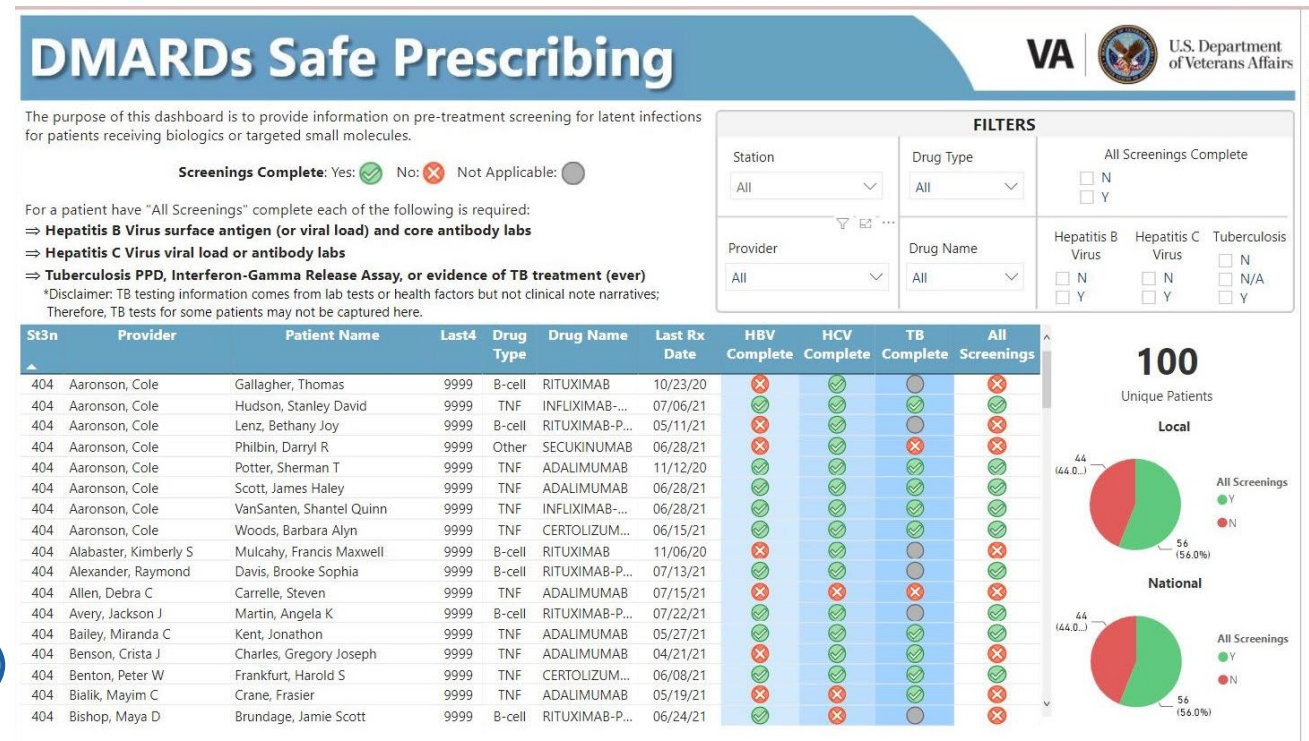 DMARDs Safe Prescribing
VA
U.S. Department
of Veterans Affairs
The purpose of this dashboard is to provide information on pre-treatment screening for latent infections
for patients receiving biologics or targeted small molecules.
Screenings Complete: Yes: No: Not Applicable:
For a patient have "All Screenings" complete each of the following is required:
⇒ Hepatitis B Virus surface antigen (or viral load) and core antibody labs
⇒ Hepatitis C Virus viral load or antibody labs
⇒ Tuberculosis PPD, Interferon-Gamma Release Assay, or evidence of TB treatment (ever)
*Disclaimer: TB testing information comes from lab tests or health factors but not clinical note narratives;
Therefore, TB tests for some patients may not be captured here.
FILTERS
Station
All
Drug Type
All
All Screenings Complete
N
Y
Provider
All
Drug Name
All
Hepatitis B
Virus
N
Y
Hepatitis C
Virus
N
Y
Tuberculosis
N
N/A
Y
St3n Provider Patient Name Last4 Drug Type Drug Name Last Rx Date HBV Complete HCV Complete TB Complete All Screenings
404 Aaronson, Cole Gallagher, Thomas 9999 B-cell RITUXIMAB 10/23/20
404 Aaronson, Cole Hudson, Stanley David 9999 TNF INFLIXIMAB-... 07/06/21
404 Aaronson, Cole Lenz, Bethany Joy 9999 B-cell RITUXIMAB-P... 05/11/21
404 Aaronson, Cole Philbin, Darryl R 9999 Other SECUKINUMAB 06/28/21
404 Aaronson, Cole Potter, Sherman T 9999 TNF ADALIMUMAB 11/12/20
404 Aaronson, Cole Scott, James Haley 9999 TNF ADALIMUMAB 06/28/21
404 Aaronson, Cole VanSanten, Shantel Quinn 9999 TNF INFLIXIMAB-... 06/28/21
404 Aaronson, Cole Woods, Barbara Alyn 9999 TNF CERTOLIZUM... 06/15/21
404 Alabaster, Kimberly S Mulcahy, Francis Maxwell 9999 B-cell RITUXIMAB 11/06/20
404 Alexander, Raymond Davis, Brooke Sophia 9999 B-cell RITUXIMAB-P... 07/13/21
404 Allen, Debra C Carrelle, Steven 9999 TNF ADALIMUMAB 07/15/21
404 Avery, Jackson J Martin, Angela K 9999 B-cell RITUXIMAB-P... 07/22/21
404 Bailey, Miranda C Kent, Jonathon 9999 TNF ADALIMUMAB 05/27/21
404 Benson, Crista J Charles, Gregory Joseph 9999 TNF ADALIMUMAB 04/21/21
404 Benton, Peter W Frankfurt, Harold S 9999 TNF CERTOLIZUM... 06/08/21
404 Bialik, Mayim C Crane, Frasier 9999 TNF ADALIMUMAB 05/19/21
404 Bishop, Maya D Brundage, Jamie Scott 9999 B-cell RITUXIMAB-P... 06/24/21
100
Unique Patients
Local
44
(44.0...)
56
(56.0%)
All Screenings
Y
N
National
44
(44.0...)
56
(56.0%)
All Screenings
Y
N